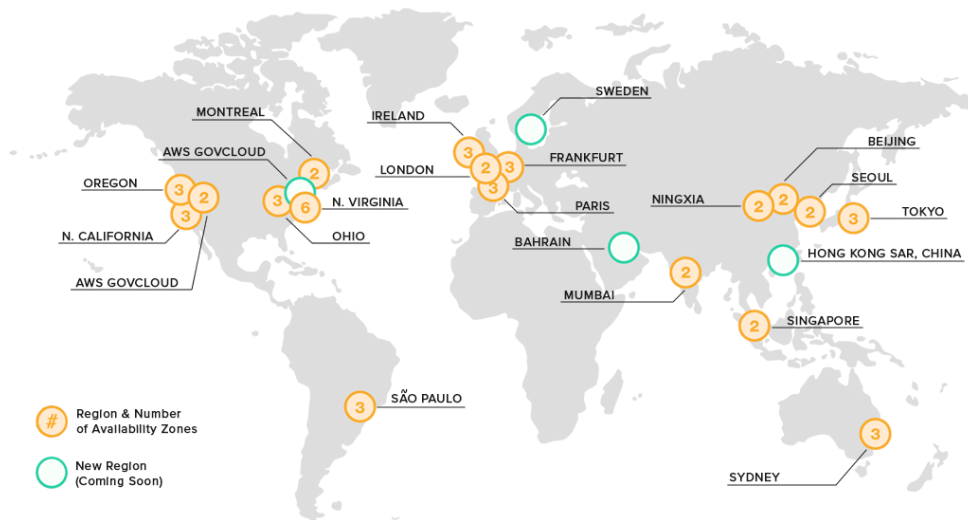 SWEDEN
MONTREAL
IRELAND
AWS GOVCLOUD
BEIJING
3
2
3
FRANKFURT
LONDON
SEOUL
OREGON
3
2
2
3
6
N. VIRGINIA
3
PARIS
NINGXIA
2
2
2
3
TOKYO
N. CALIFORNIA
3
OHIO
BAHRAIN
HONG KONG SAR, CHINA
AWS GOVCLOUD
2
MUMBAI
2
SINGAPORE
3
SÃO PAULO
# Region & Number
of Availability Zones
3
New Region
(Coming Soon)
SYDNEY